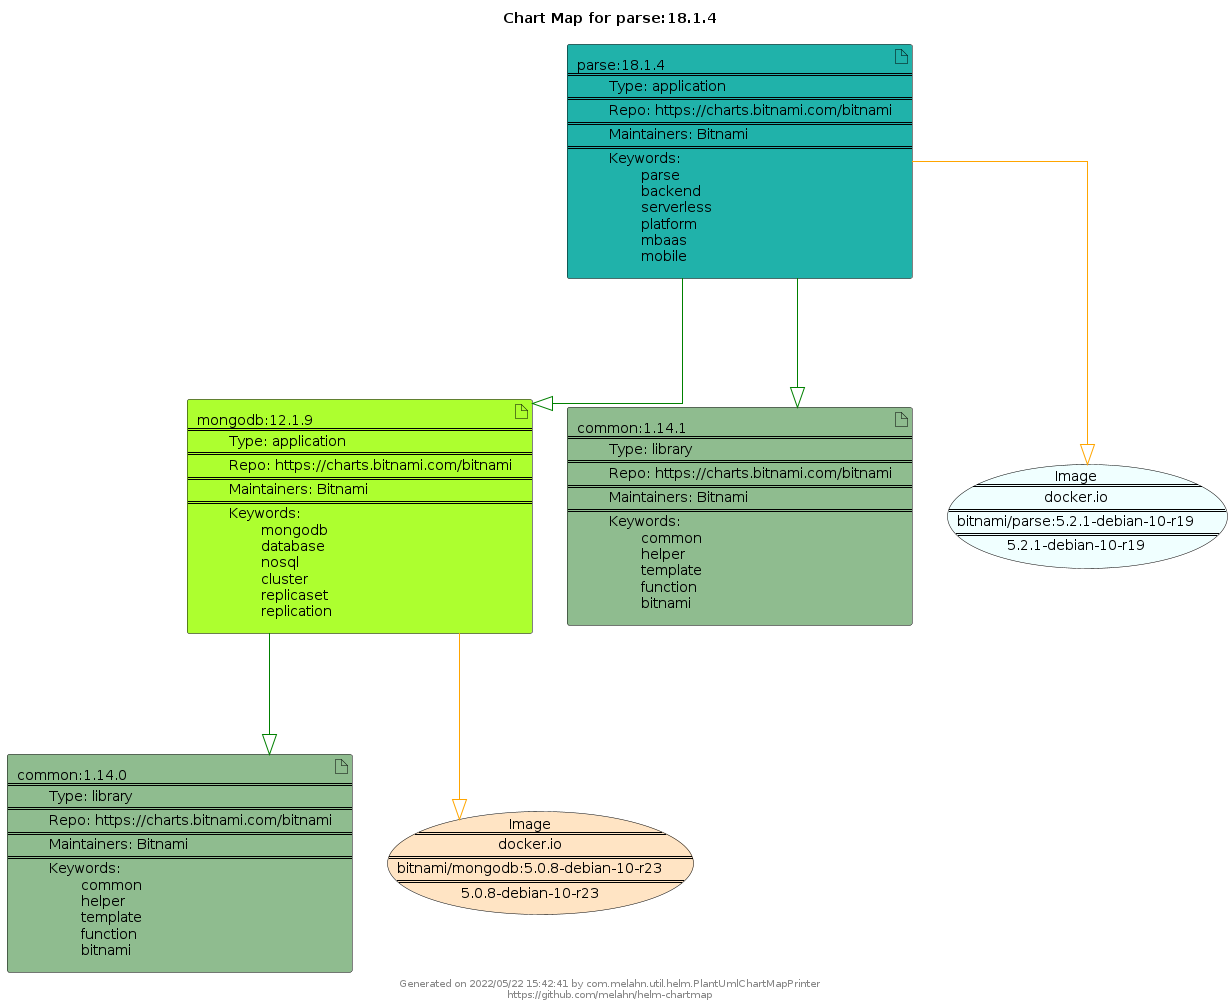 Chart Map for parse:18.1.4
parse:18.1.4
Type: application
Repo: https://charts.bitnami.com/bitnami
Maintainers: Bitnami
Keywords:
parse
backend
serverless
platform
mbaas
mobile
mongodb:12.1.9
Type: application
Repo: https://charts.bitnami.com/bitnami
Maintainers: Bitnami
Keywords:
mongodb
database
nosql
cluster
replicaset
replication
common:1.14.1
Type: library
Repo: https://charts.bitnami.com/bitnami
Maintainers: Bitnami
Keywords:
common
helper
template
function
bitnami
Image
docker.io
bitnami/parse:5.2.1-debian-10-r19
5.2.1-debian-10-r19
common:1.14.0
Type: library
Repo: https://charts.bitnami.com/bitnami
Maintainers: Bitnami
Keywords:
common
helper
template
function
bitnami
Image
docker.io
bitnami/mongodb:5.0.8-debian-10-r23
5.0.8-debian-10-r23
Generated on 2022/05/22 15:42:41 by com.melahn.util.helm.PlantUmlChartMapPrinter
https://github.com/melahn/helm-chartmap